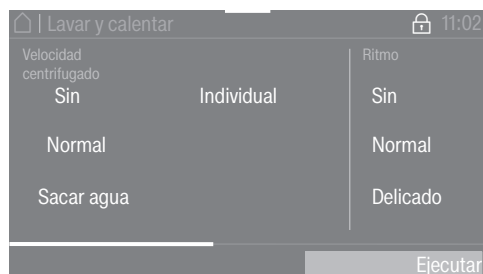 Lavar y calentar 11:02
Velocidad
centrifugado
Ritmo
Sin Individual Sin
Normal Normal
Sacar agua Delicado
Ejecutar